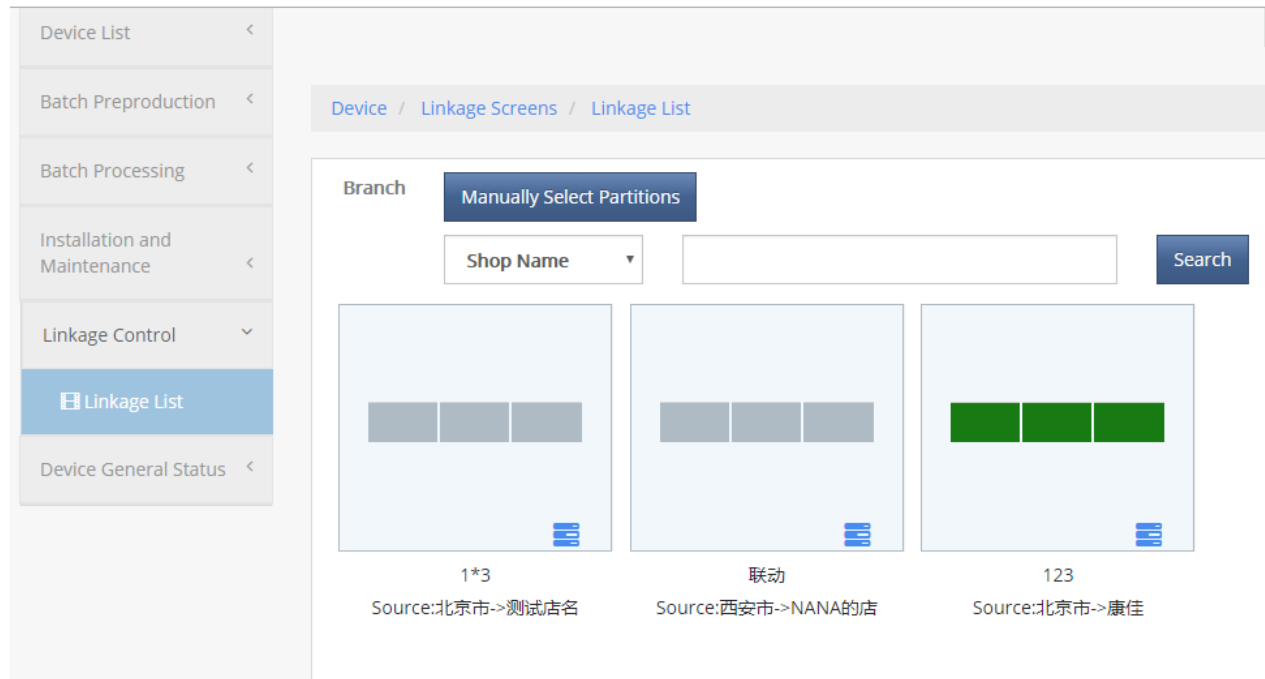 Device List
Batch Preproduction
Batch Processing
Installation and
Maintenance
Linkage Control
Linkage List
Device General Status
Device / Linkage Screens / Linkage List
Branch
Manually Select Partitions
Shop Name
Search
1*3
Source:北京市->测试店名
联动
Source:西安市->NANA的店
123
Source:北京市->康佳